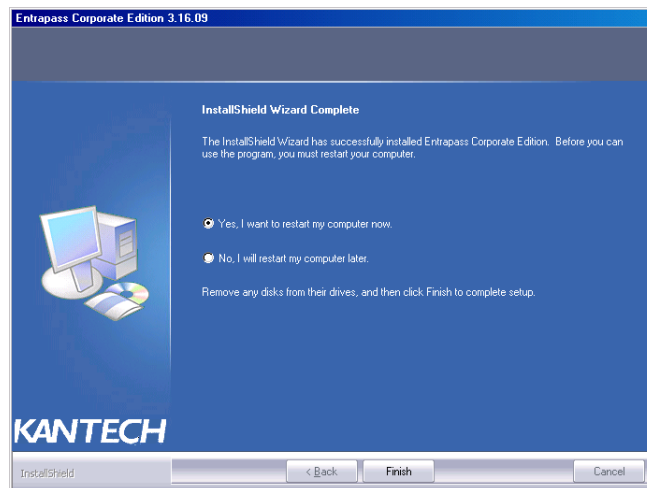 Entrapass Corporate Edition 3.16.09
InstallShield Wizard Complete
The InstallShield Wizard has successfully installed Entrapass Corporate Edition. Before you can
use the program, you must restart your computer.
Yes, I want to restart my computer now.
No, I will restart my computer later.
Remove any disks from their drives, and then click Finish to complete setup.
KANTECH
InstallShield
< Back Finish Cancel